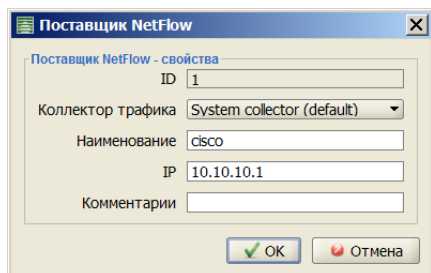 Поставщик NetFlow
Поставщик NetFlow - свойства
ID 1
Коллектор трафика System collector (default)
Наименование cisco
IP 10.10.10.1
Комментарии
OK Отмена